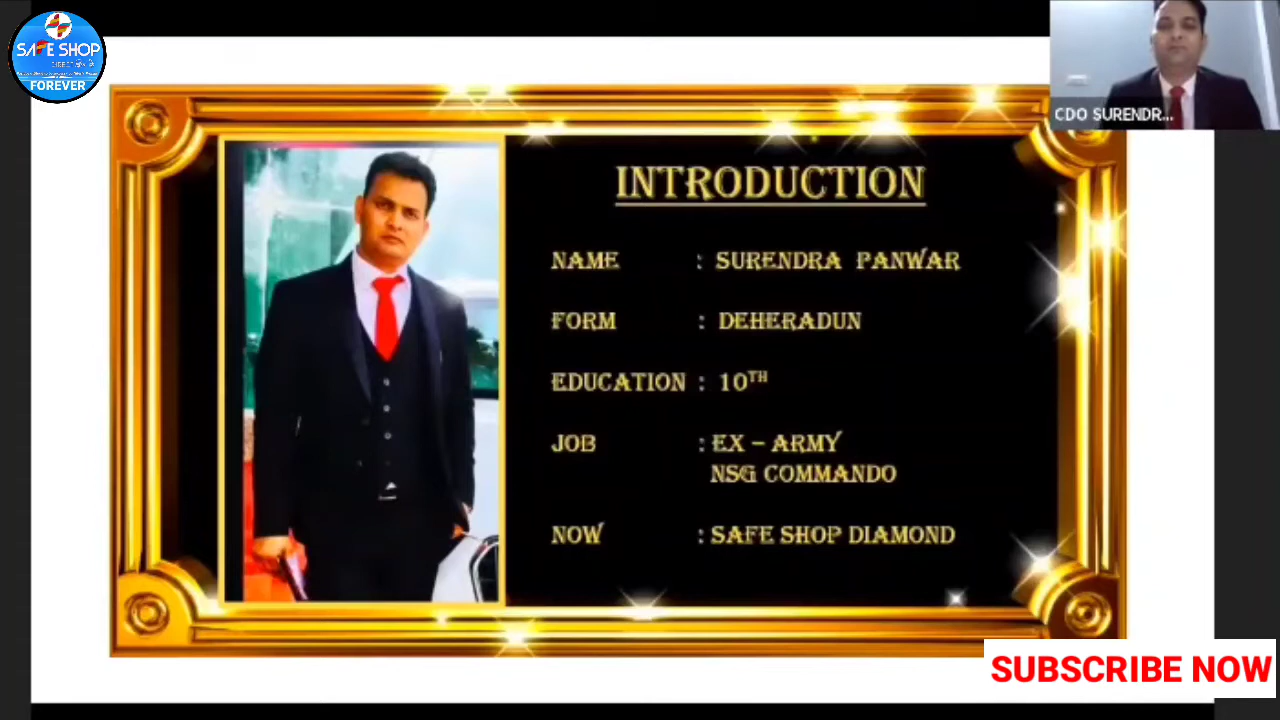 SAFE SHOP
FOREVER
CDO SURENDR...
INTRODUCTION
NAME : SURENDRA PANWAR
FORM : DEHERADUN
EDUCATION : 10TH
JOB : EX – ARMY
NSG COMMANDO
NOW : SAFE SHOP DIAMOND
SUBSCRIBE NOW